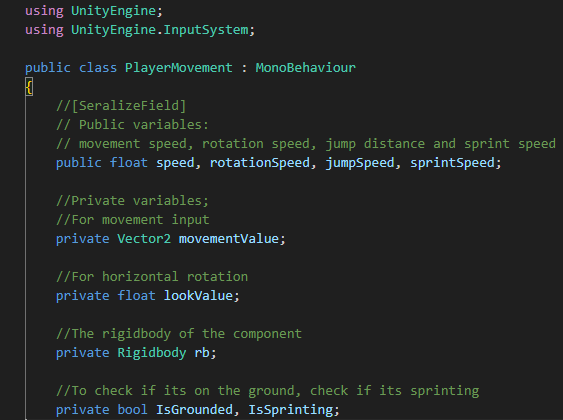 using UnityEngine;
using UnityEngine.InputSystem;
public class PlayerMovement : MonoBehaviour
{
//[SeralizeField]
// Public variables:
// movement speed, rotation speed, jump distance and sprint speed
public float speed, rotationSpeed, jumpSpeed, sprintSpeed;
//Private variables;
//For movement input
private Vector2 movementValue;
//For horizontal rotation
private float lookValue;
//The rigidbody of the component
private Rigidbody rb;
//To check if its on the ground, check if its sprinting
private bool IsGrounded, IsSprinting;